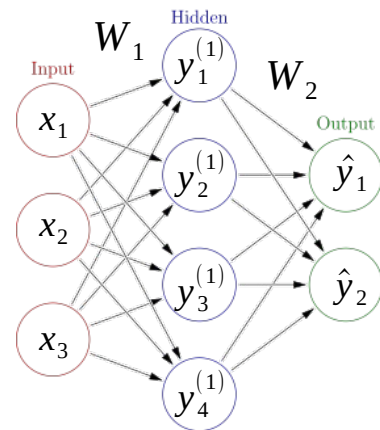 Hidden
W₁
y₁⁽¹⁾
W₂
Input
x₁
Output
y₂⁽¹⁾
ŷ₁
x₂
y₃⁽¹⁾
ŷ₂
x₃
y₄⁽¹⁾